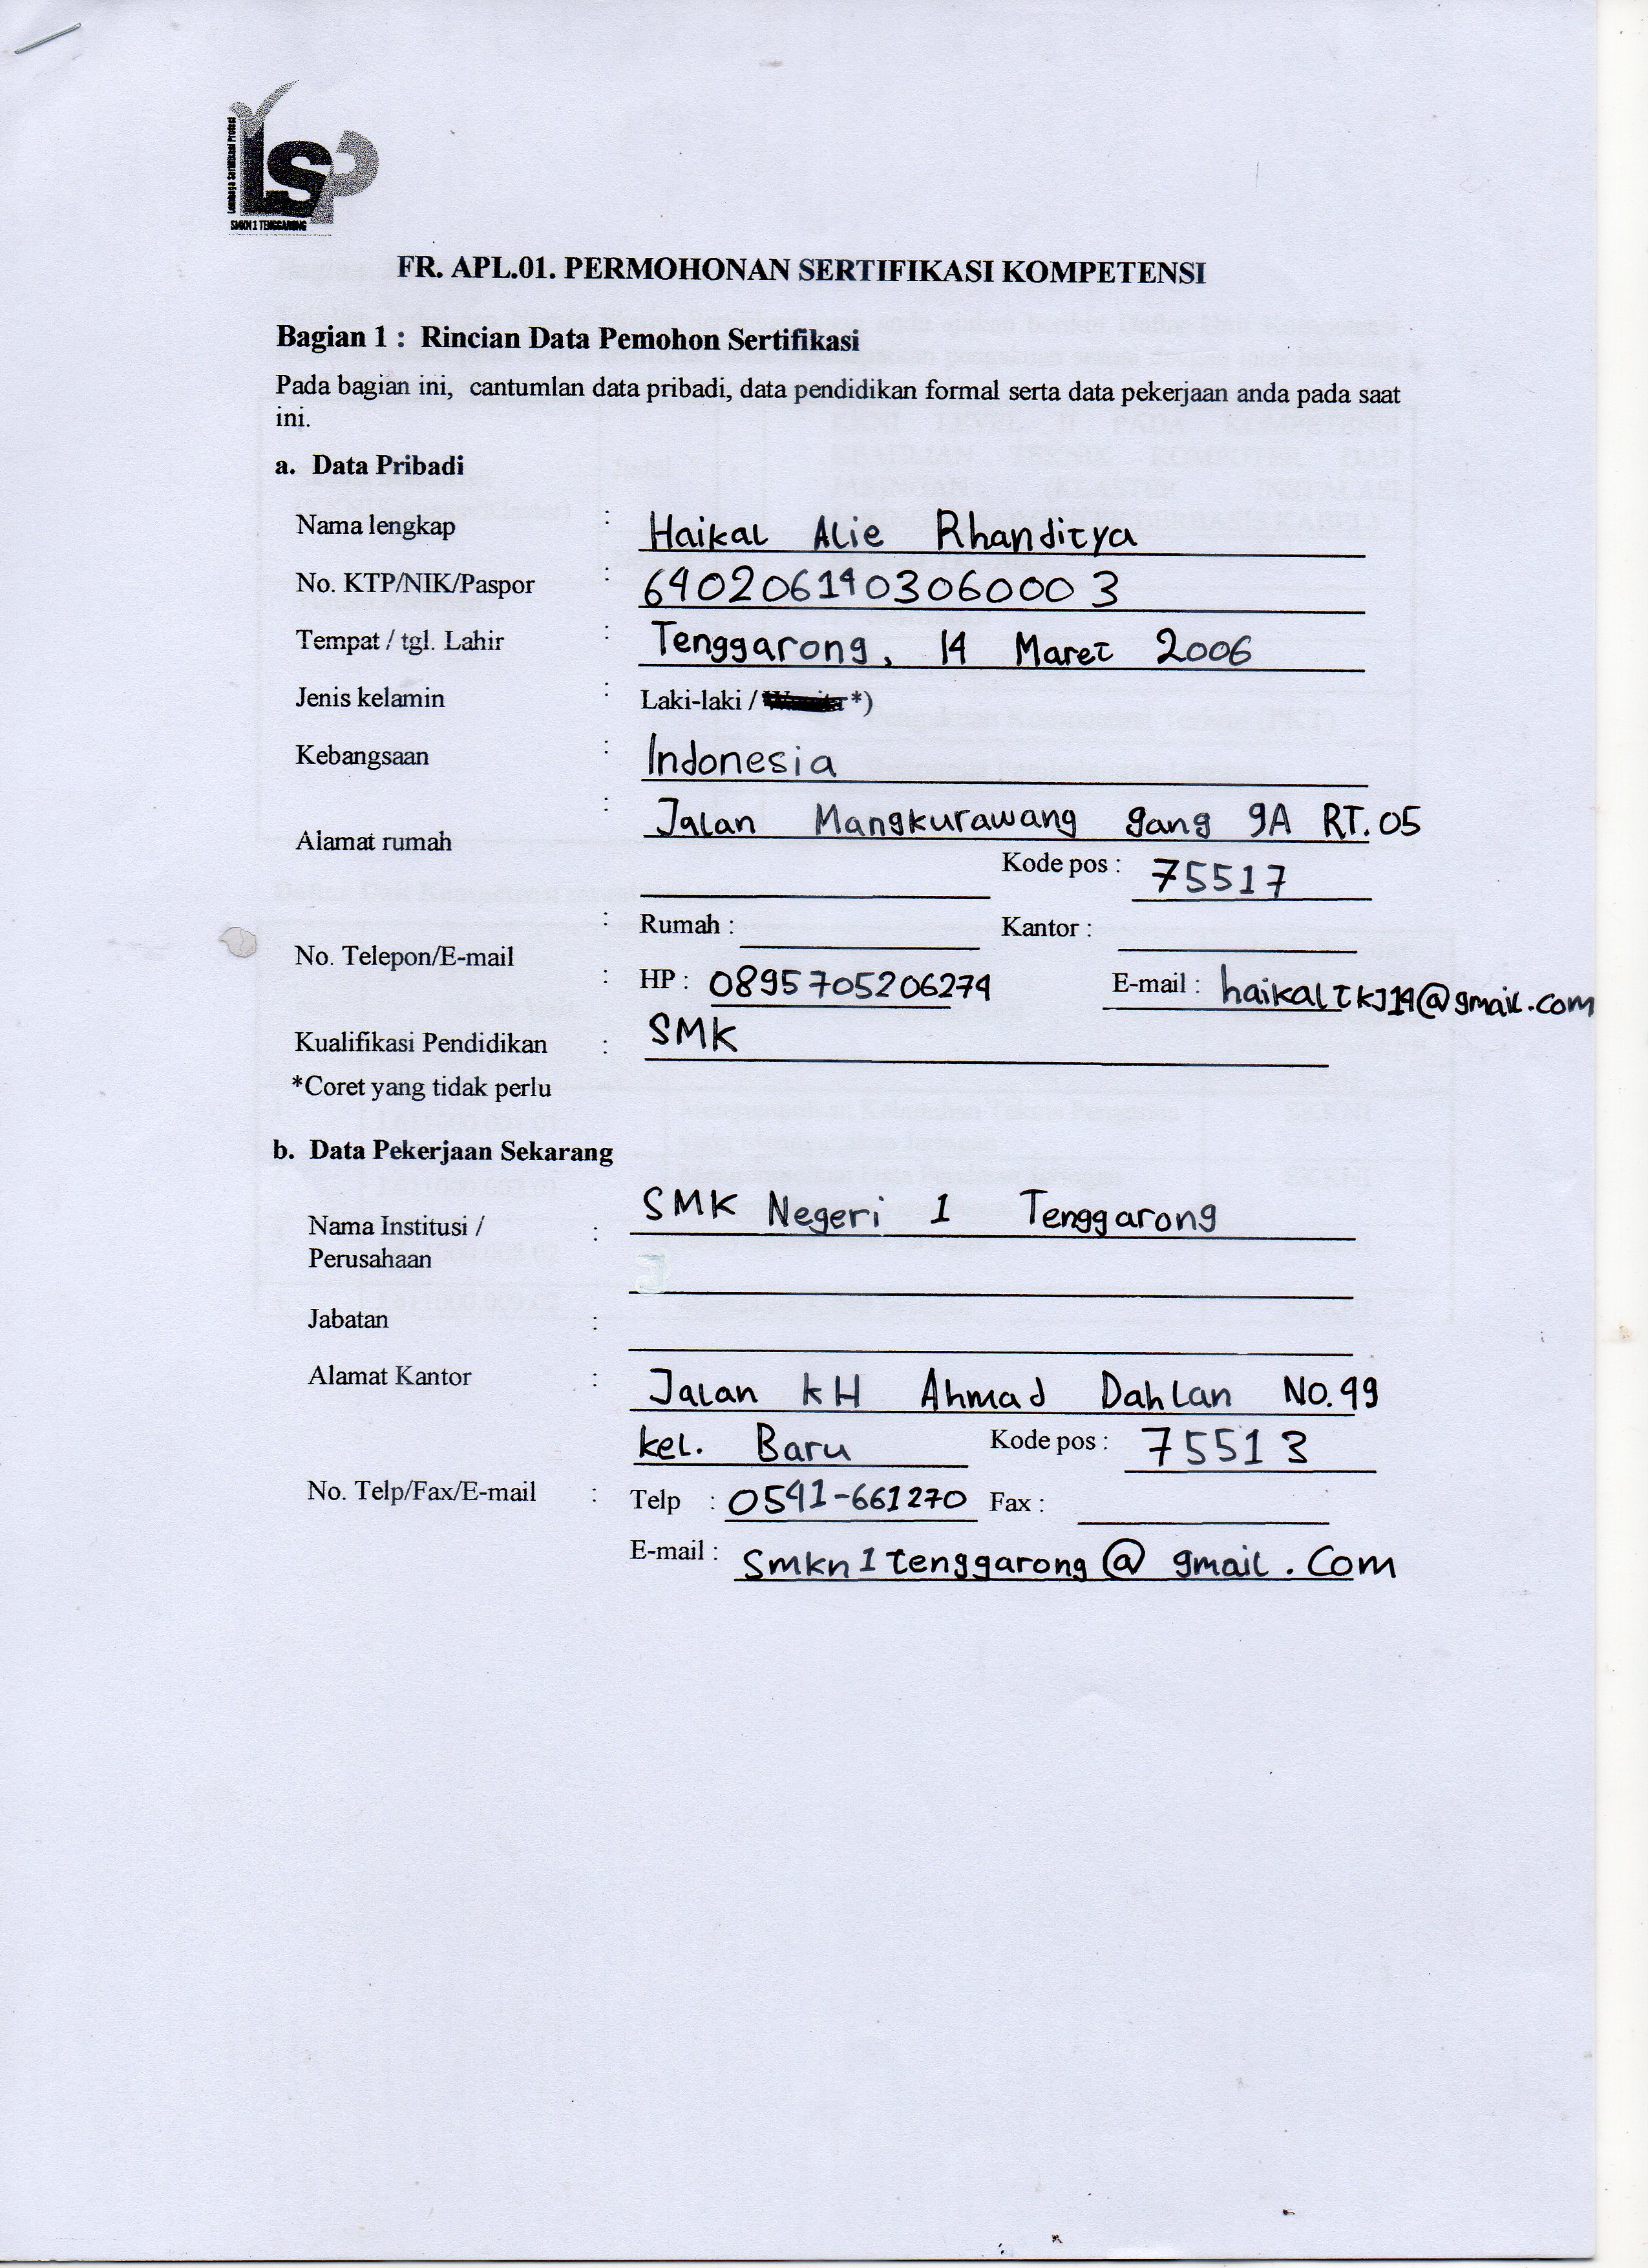 Lembaga Sertifikasi Profesi
LSP
SMKN 1 TENGGARONG
FR. APL.01. PERMOHONAN SERTIFIKASI KOMPETENSI
Bagian 1 : Rincian Data Pemohon Sertifikasi
Pada bagian ini, cantumlan data pribadi, data pendidikan formal serta data pekerjaan anda pada saat
ini.
a. Data Pribadi
Nama lengkap : Haikal Alie Rhanditya
No. KTP/NIK/Paspor : 6402061403060003
Tempat / tgl. Lahir : Tenggarong, 14 Maret 2006
Jenis kelamin : Laki-laki / *)
Kebangsaan : Indonesia
Alamat rumah : Jalan Mangkurawang gang 9A RT.05
Kode pos : 75517
No. Telepon/E-mail : Rumah : Kantor :
: HP : 0895705206274 E-mail : haikaltkj14@gmail.com
Kualifikasi Pendidikan : SMK
*Coret yang tidak perlu
b. Data Pekerjaan Sekarang
Nama Institusi / : SMK Negeri 1 Tenggarong
Perusahaan
Jabatan :
Alamat Kantor : Jalan KH Ahmad Dahlan NO.49
kel. Baru Kode pos : 75513
No. Telp/Fax/E-mail : Telp : 0541-661270 Fax :
E-mail : Smkn1tenggarong@gmail.Com